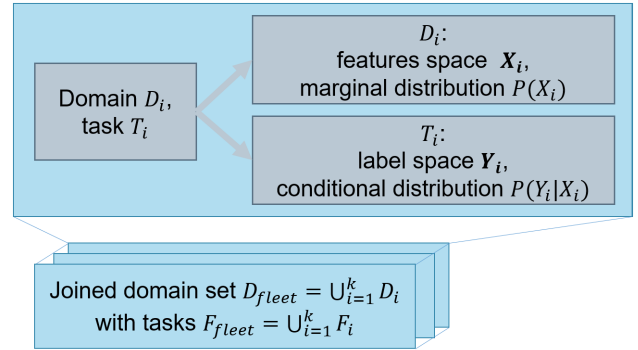 Domain D_i,
task T_i
D_i:
features space X_i,
marginal distribution P(X_i)
T_i:
label space Y_i,
conditional distribution P(Y_i|X_i)
Joined domain set D_fleet = ⋃_{i=1}^{k} D_i
with tasks F_fleet = ⋃_{i=1}^{k} F_i